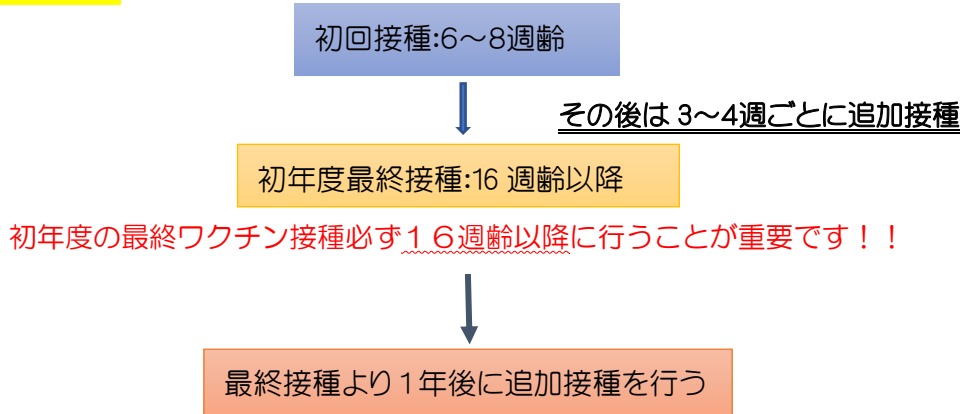 初回接種:6～8週齢
その後は 3～4週ごとに追加接種
初年度最終接種:16 週齢以降
初年度の最終ワクチン接種必ず１６週齢以降に行うことが重要です！！
最終接種より１年後に追加接種を行う